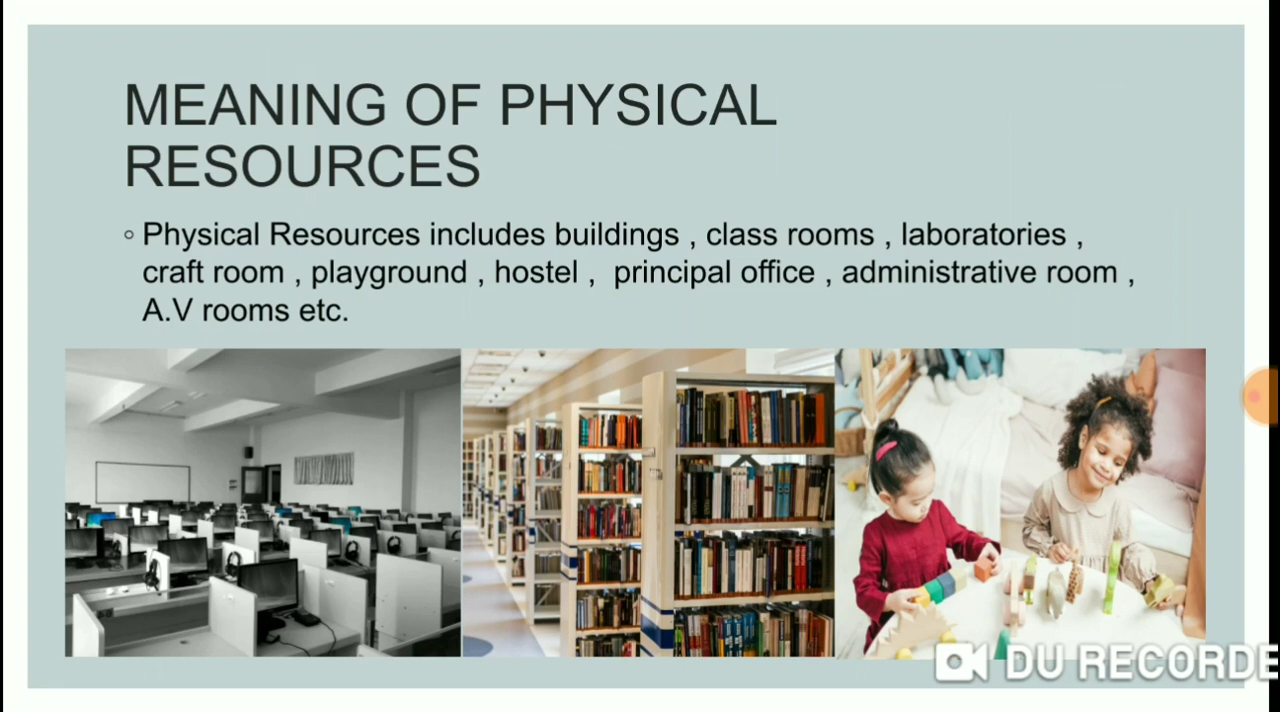 MEANING OF PHYSICAL
RESOURCES
◦ Physical Resources includes buildings , class rooms , laboratories ,
craft room , playground , hostel ,  principal office , administrative room ,
A.V rooms etc.
DU RECORDE